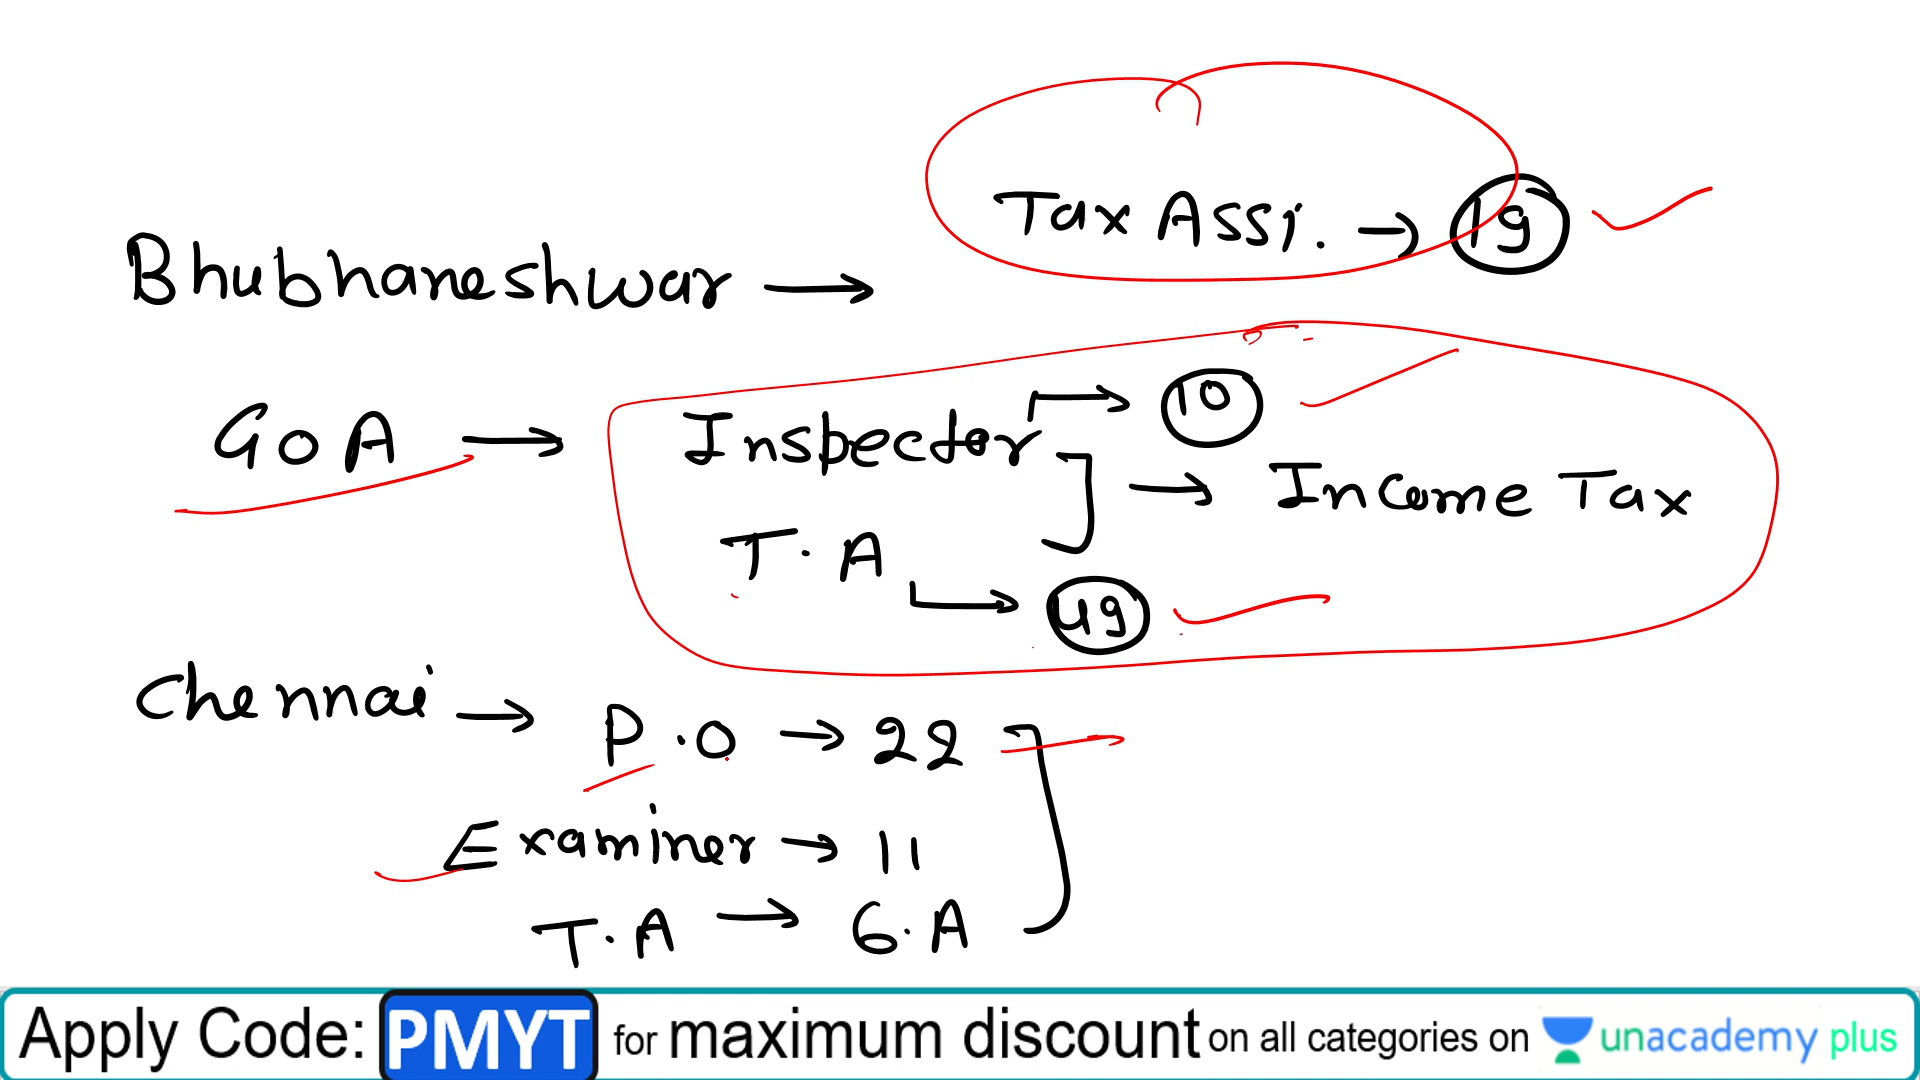 Tax Assi. → 19
Bhubhaneshwar →
GOA → Inspector → 10
T.A → 49
] → Income Tax
Chennai → P.O → 22
Examiner → 11
T.A → 6.A
Apply Code: PMYT for maximum discount on all categories on unacademy plus